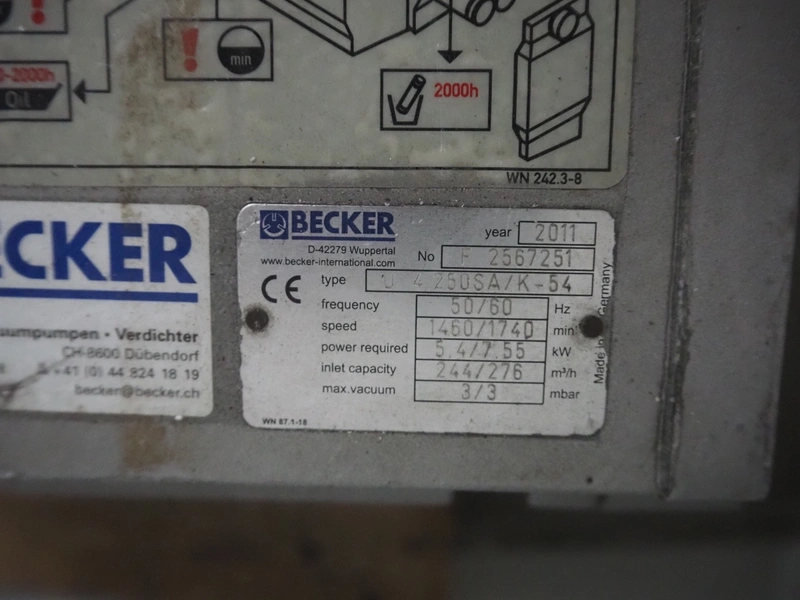 !
!
min
0-2000h
Oil
2000h
WN 242.3-8
ECKER
umpumpen · Verdichter
CH-8600 Dübendorf
+41 (0) 44 824 18 19
becker@becker.ch
BECKER
D-42279 Wuppertal
www.becker-international.com
year 2011
No F 2567251
type U 4.250SA/K-54
frequency 50/60 Hz
speed 1460/1740 min
power required 5.4/7.55 kW
inlet capacity 244/276 m³/h
max.vacuum 3/3 mbar
CE
Made in Germany
WN 87.1-18